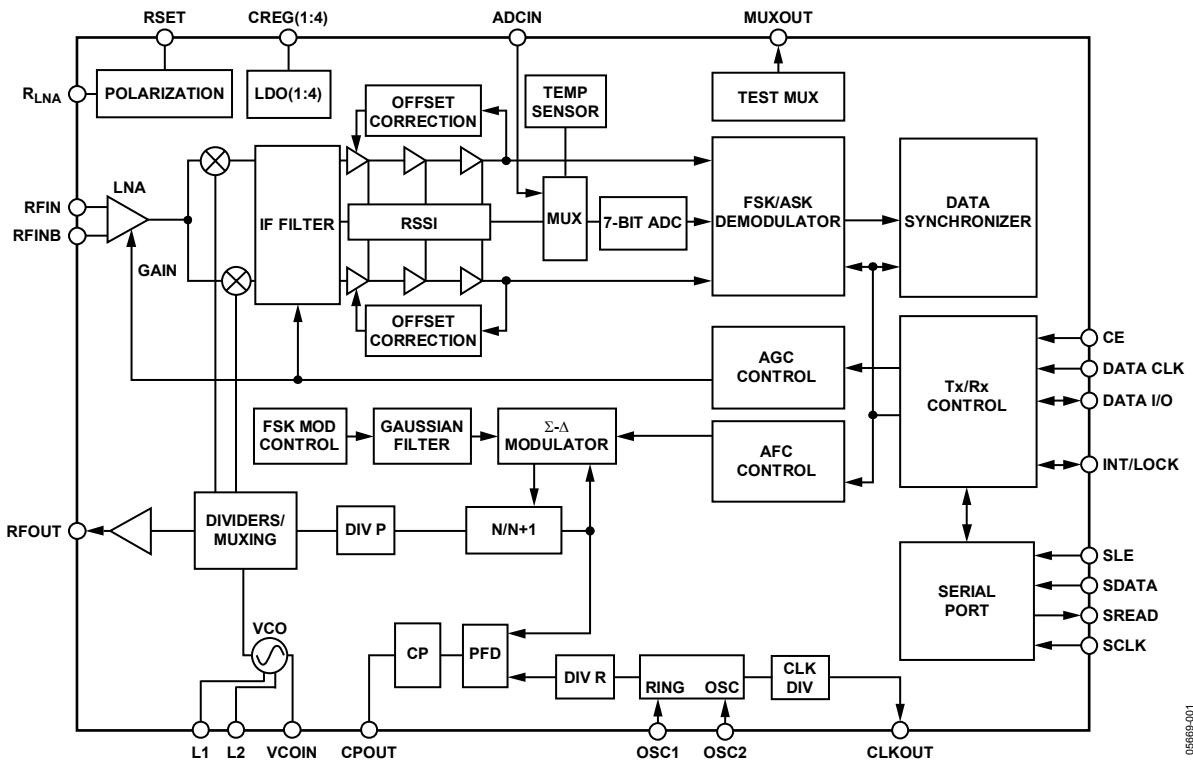 RSET
CREG(1:4)
ADCIN
MUXOUT
RLNA
POLARIZATION
LDO(1:4)
OFFSET
CORRECTION
TEMP
SENSOR
TEST MUX
LNA
RFIN
RFINB
GAIN
IF FILTER
RSSI
MUX
7-BIT ADC
FSK/ASK
DEMODULATOR
DATA
SYNCHRONIZER
OFFSET
CORRECTION
AGC
CONTROL
Tx/Rx
CONTROL
CE
DATA CLK
DATA I/O
INT/LOCK
FSK MOD
CONTROL
GAUSSIAN
FILTER
Σ-Δ
MODULATOR
AFC
CONTROL
RFOUT
DIVIDERS/
MUXING
DIV P
N/N+1
SERIAL
PORT
SLE
SDATA
SREAD
SCLK
VCO
CP
PFD
DIV R
RING
OSC
CLK
DIV
L1
L2
VCOIN
CPOUT
OSC1
OSC2
CLKOUT
05669-001